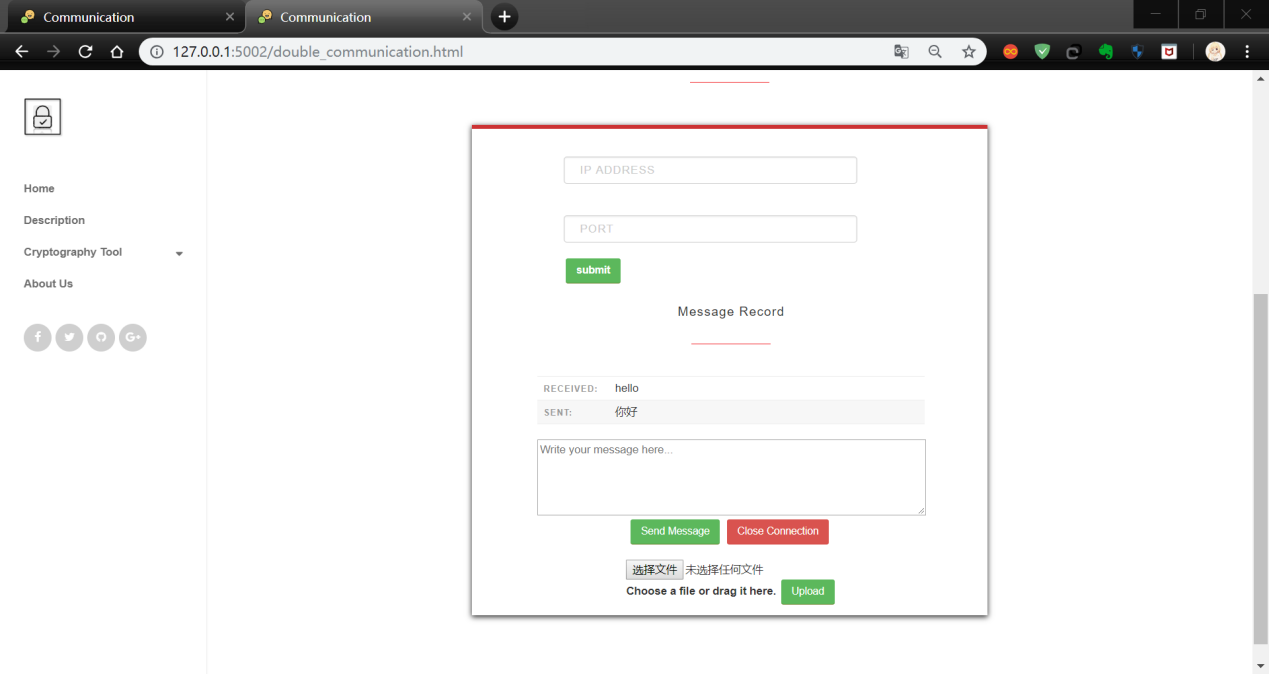 Communication
Communication
127.0.0.1:5002/double_communication.html
Home
Description
Cryptography Tool
About Us
IP ADDRESS
PORT
submit
Message Record
RECEIVED: hello
SENT: 你好
Write your message here...
Send Message Close Connection
选择文件 未选择任何文件
Choose a file or drag it here. Upload